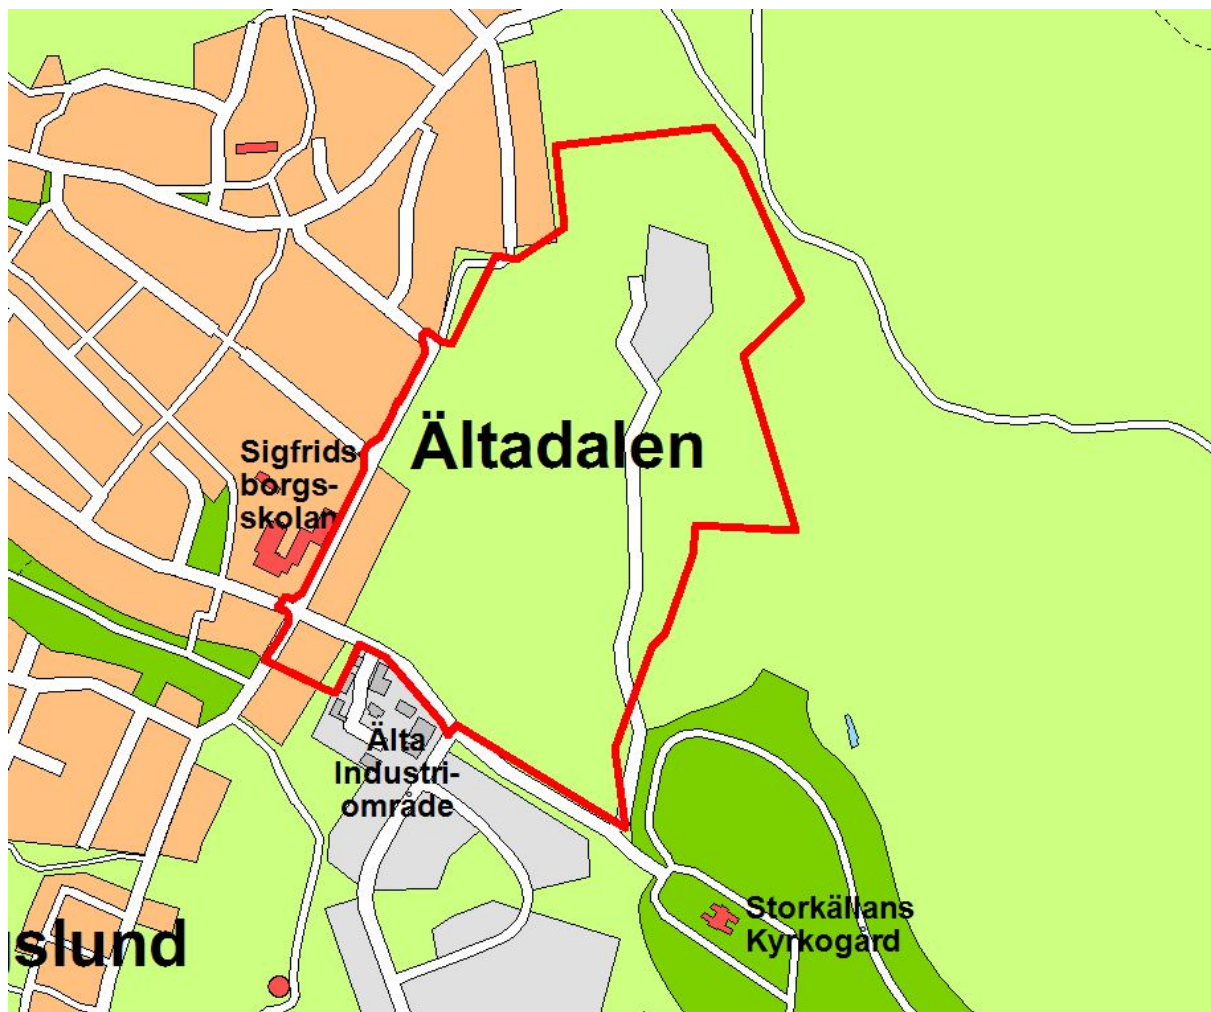 Ältadalen
Sigfrids-
borgs-
skolan
Älta
Industri-
område
Storkällans
Kyrkogård
slund